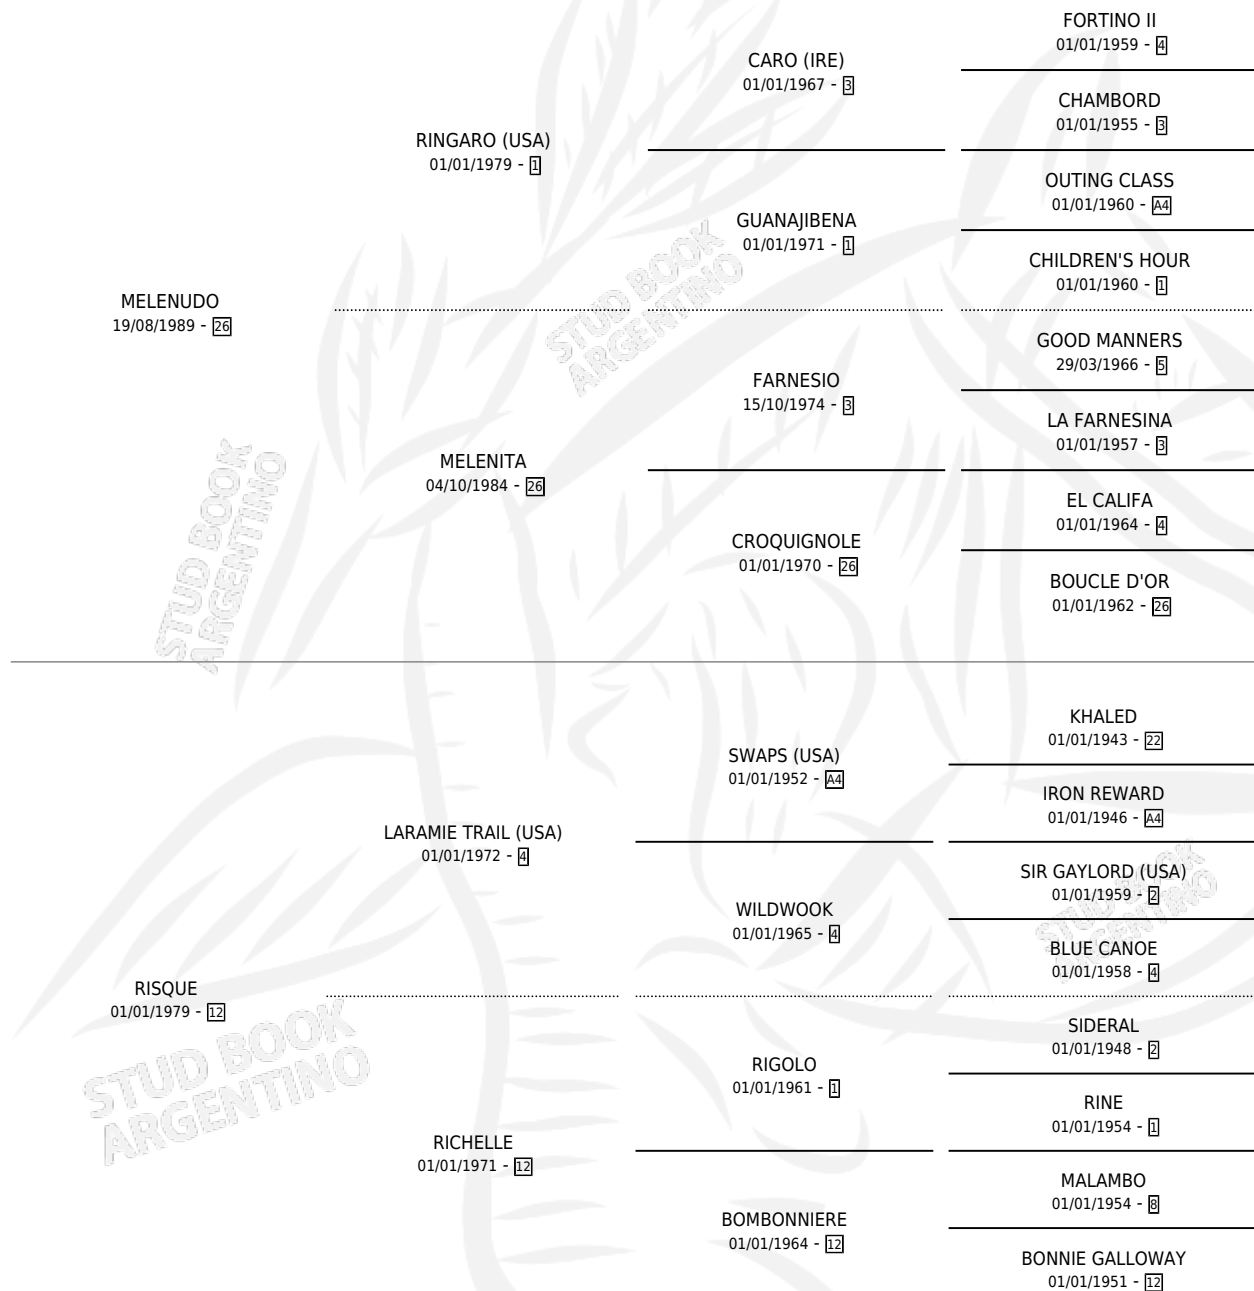 FORTINO II
01/01/1959 - 4
CARO (IRE)
01/01/1967 - 3
CHAMBORD
01/01/1955 - 3
RINGARO (USA)
01/01/1979 - 1
OUTING CLASS
01/01/1960 - A4
GUANAJIBENA
01/01/1971 - 1
CHILDREN'S HOUR
01/01/1960 - 1
MELENUDO
19/08/1989 - 26
STUD BOOK
ARGENTINO
GOOD MANNERS
29/03/1966 - 5
FARNESIO
15/10/1974 - 3
LA FARNESINA
01/01/1957 - 3
MELENITA
04/10/1984 - 26
EL CALIFA
01/01/1964 - 4
CROQUIGNOLE
01/01/1970 - 26
BOUCLE D'OR
01/01/1962 - 26
STUD BOOK
ARGENTINO
KHALED
01/01/1943 - 22
SWAPS (USA)
01/01/1952 - A4
IRON REWARD
01/01/1946 - A4
LARAMIE TRAIL (USA)
01/01/1972 - 4
SIR GAYLORD (USA)
01/01/1959 - 2
WILDWOOK
01/01/1965 - 4
STUD BOOK
ARGENTINO
BLUE CANOE
01/01/1958 - 4
RISQUE
01/01/1979 - 12
SIDERAL
01/01/1948 - 2
RIGOLO
01/01/1961 - 1
RINE
01/01/1954 - 1
STUD BOOK
ARGENTINO
RICHELLE
01/01/1971 - 12
MALAMBO
01/01/1954 - 8
BOMBONNIERE
01/01/1964 - 12
BONNIE GALLOWAY
01/01/1951 - 12